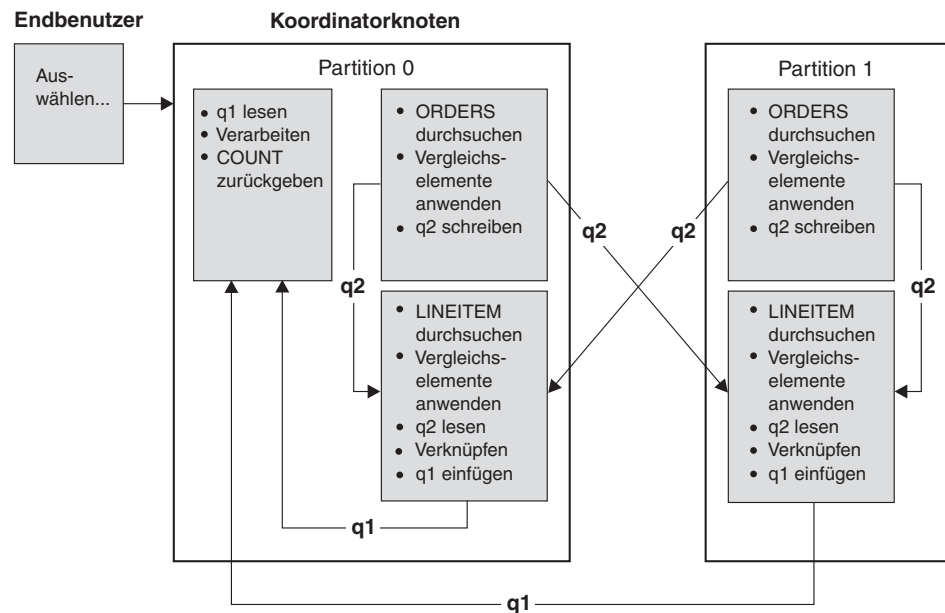 Endbenutzer
Koordinatorknoten
Aus-
wählen...
Partition 0
• q1 lesen
• Verarbeiten
• COUNT
zurückgeben
• ORDERS
durchsuchen
• Vergleichs-
elemente
anwenden
• q2 schreiben
q2
• LINEITEM
durchsuchen
• Vergleichs-
elemente
anwenden
• q2 lesen
• Verknüpfen
• q1 einfügen
q1
q2
q2
Partition 1
• ORDERS
durchsuchen
• Vergleichs-
elemente
anwenden
• q2 schreiben
q2
• LINEITEM
durchsuchen
• Vergleichs-
elemente
anwenden
• q2 lesen
• Verknüpfen
• q1 einfügen
q1